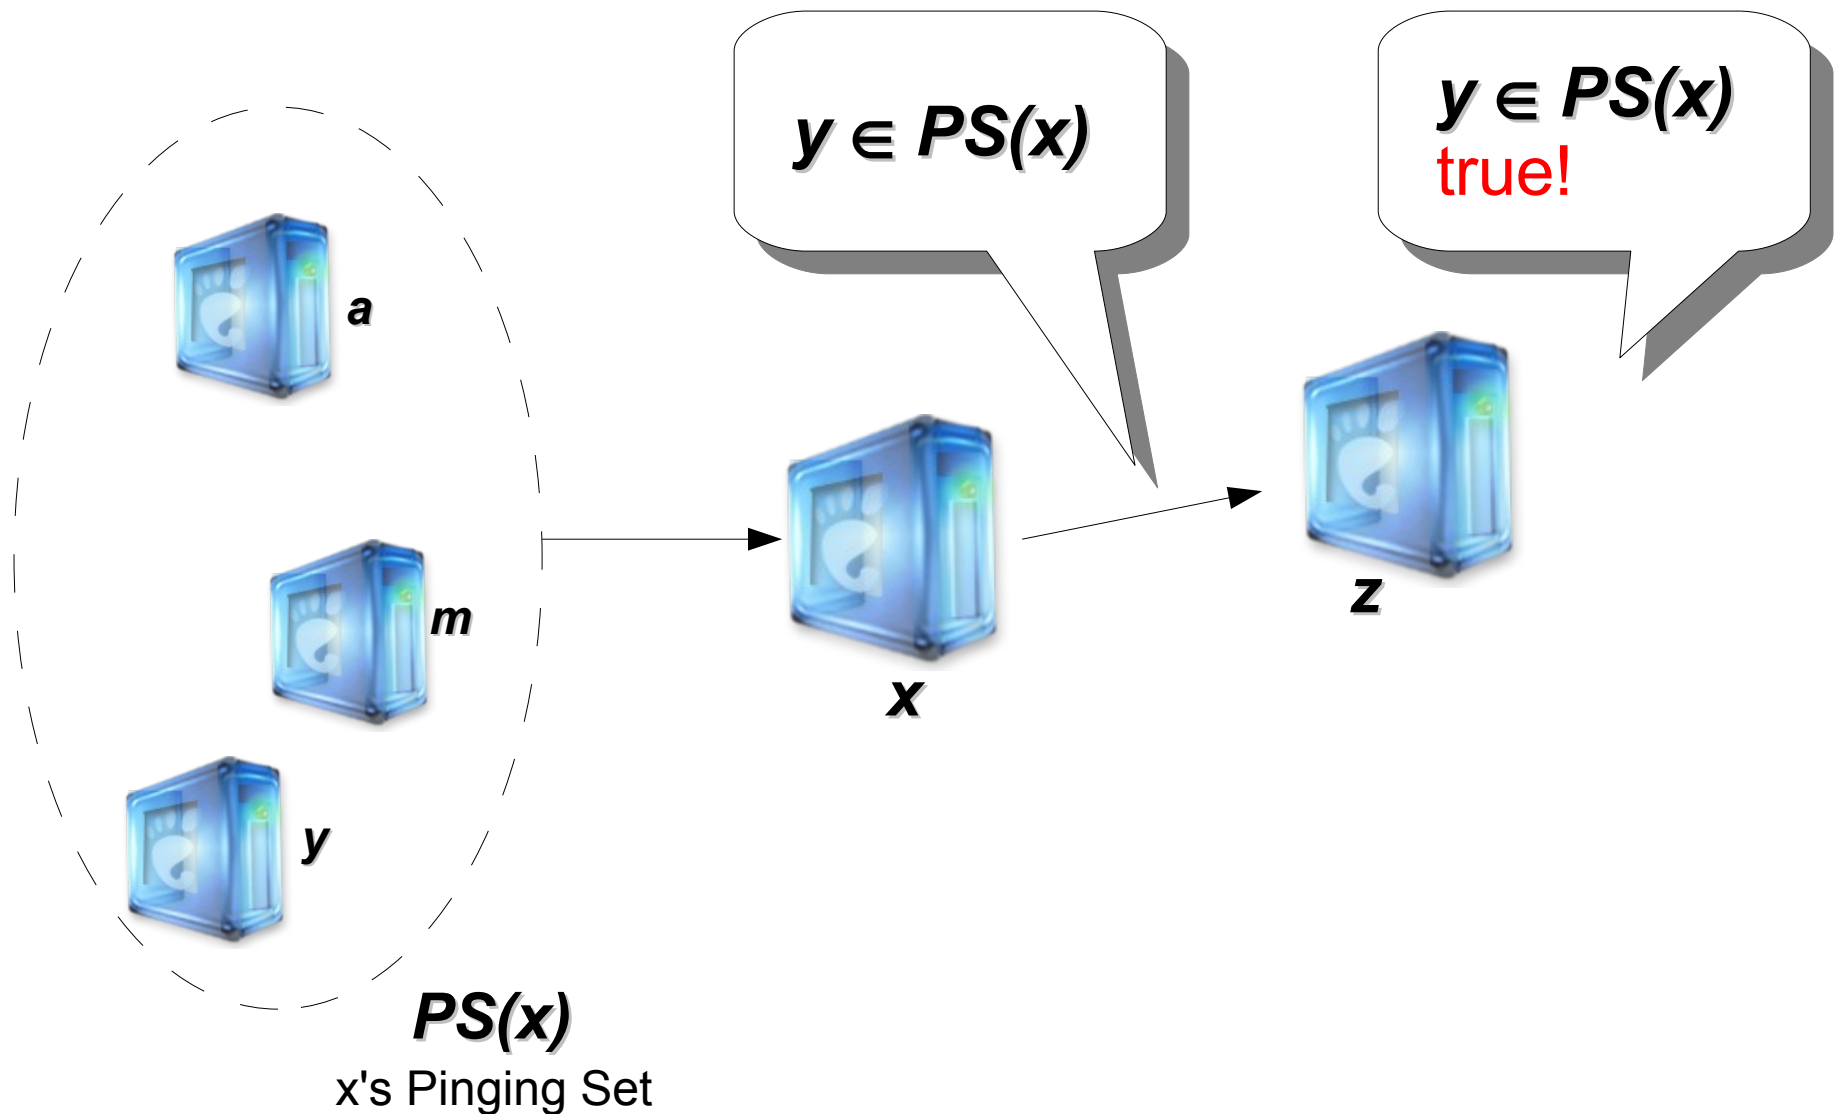 y ∈ PS(x)
y ∈ PS(x)
true!
a
m
y
x
z
PS(x)
x's Pinging Set